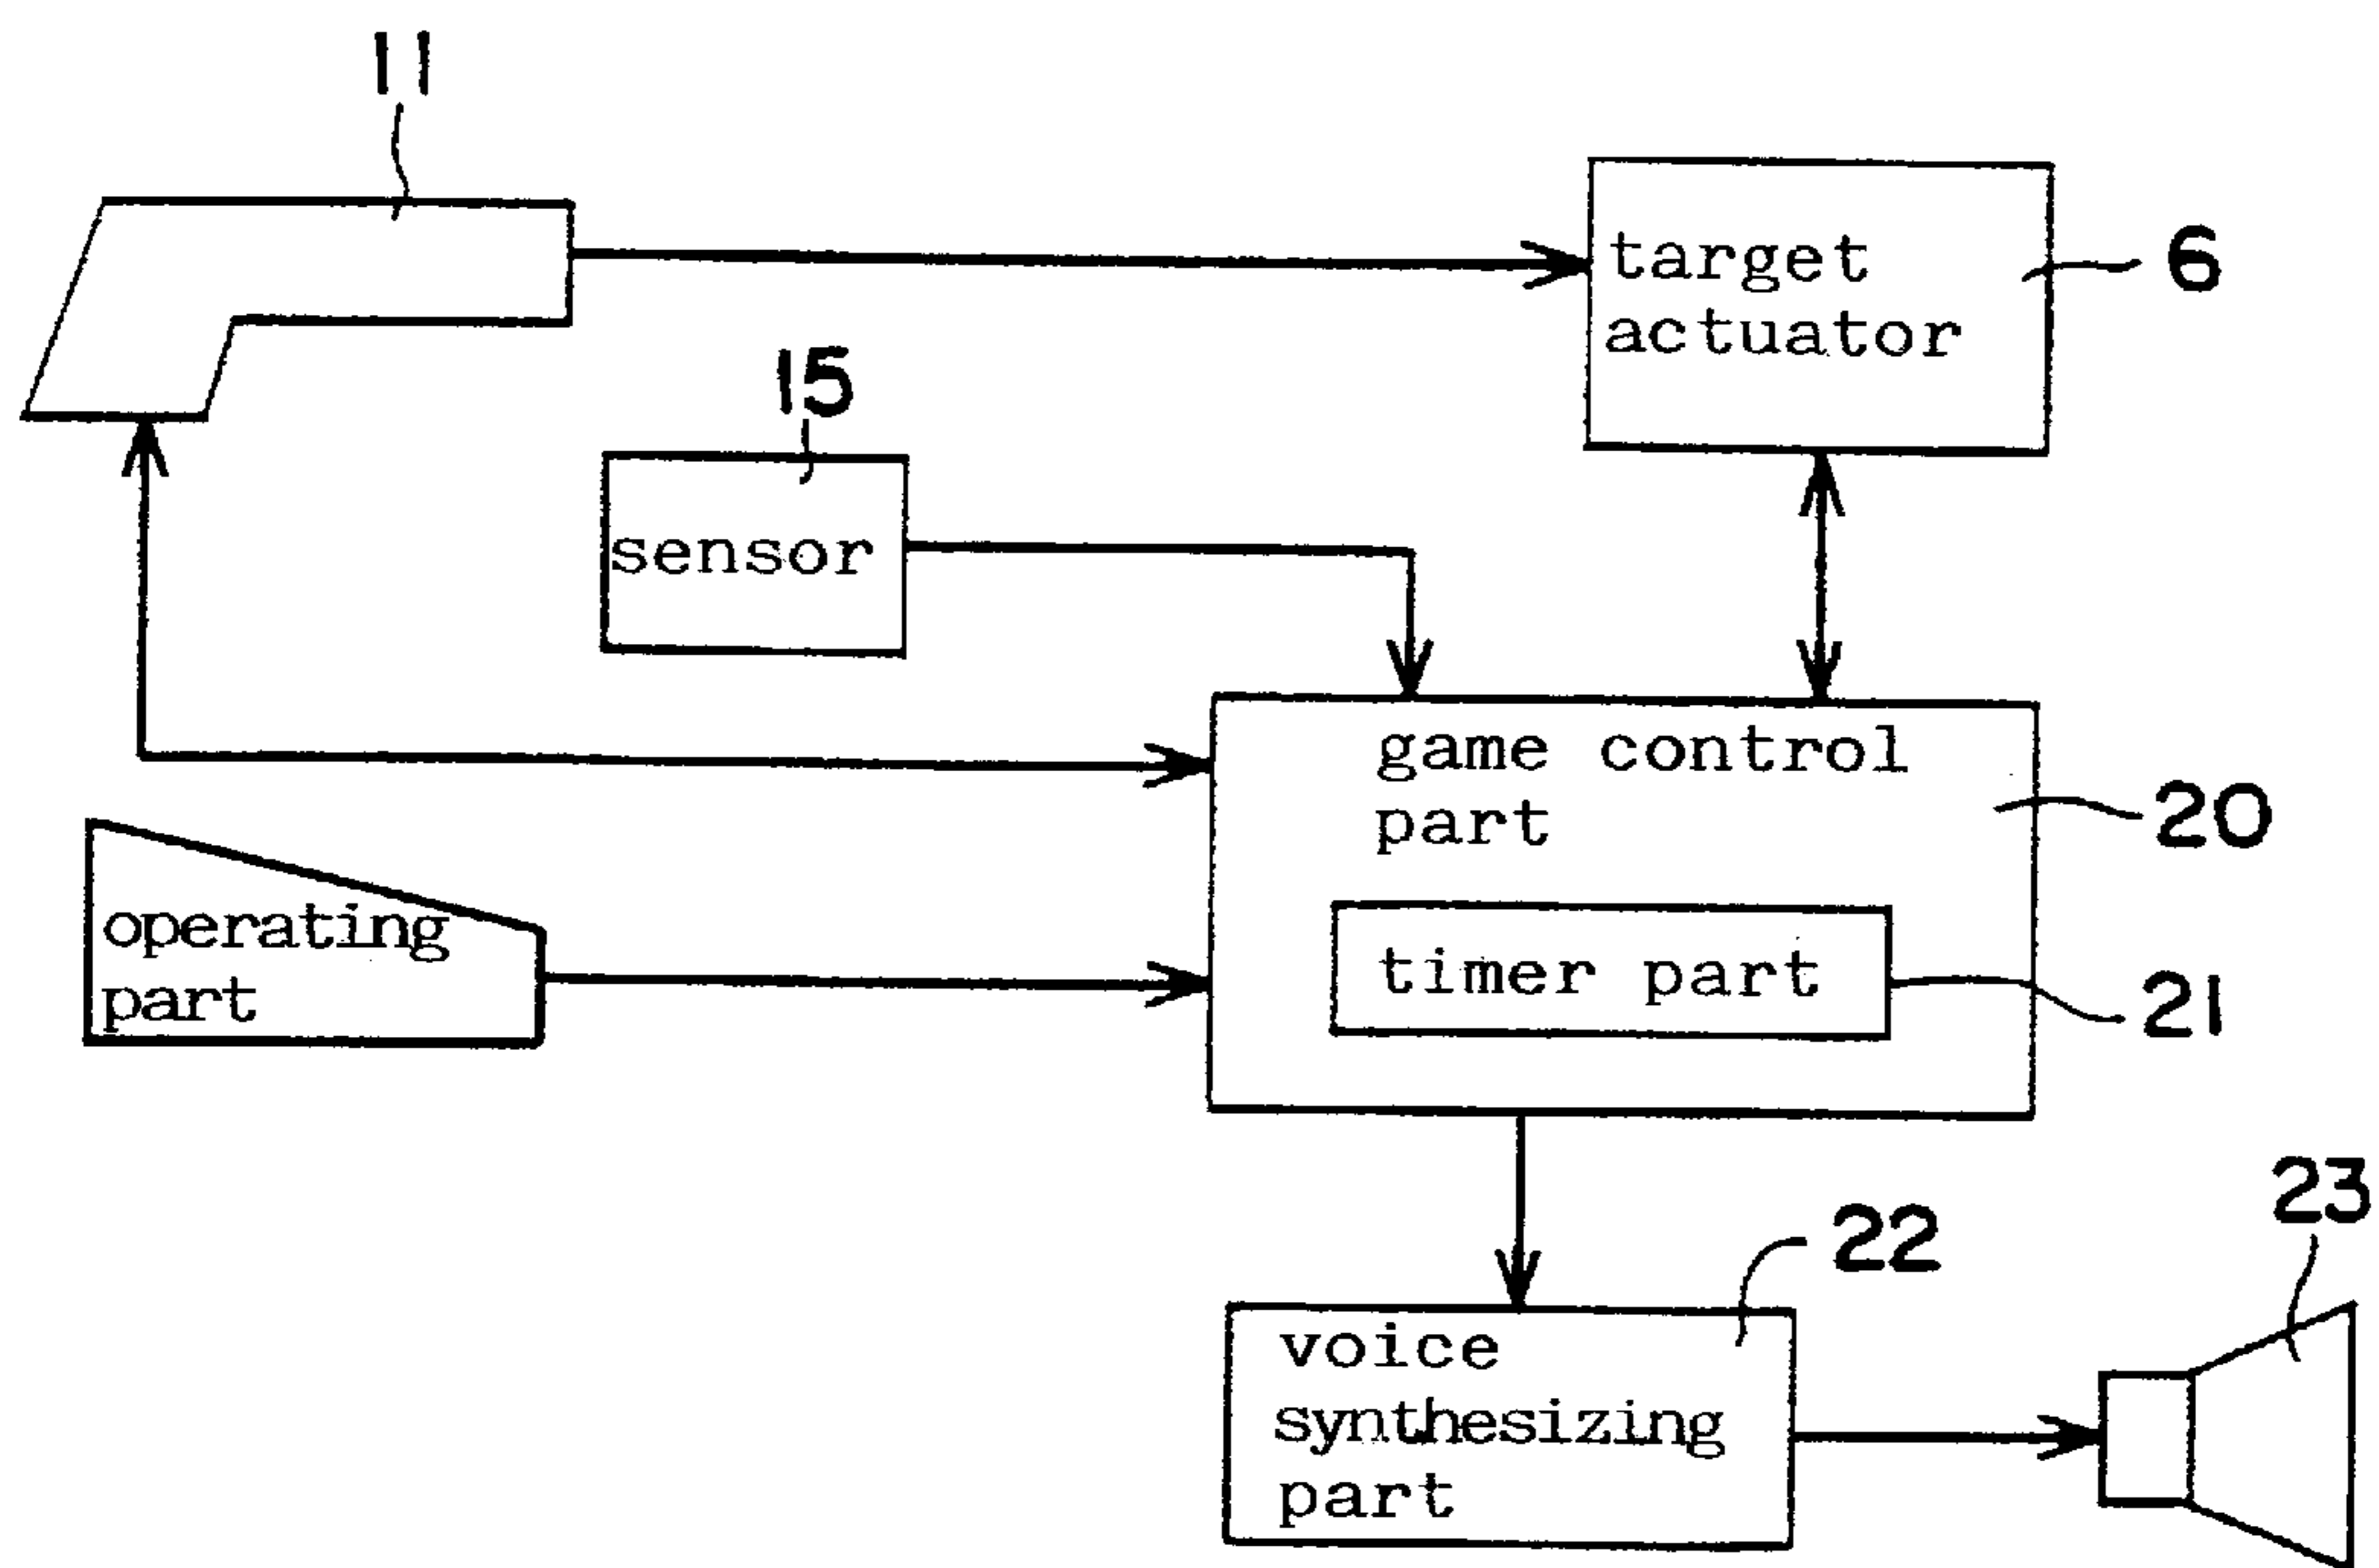 11
target
actuator
6
15
sensor
game control
part
20
operating
part
timer part
21
22
23
voice
synthesizing
part